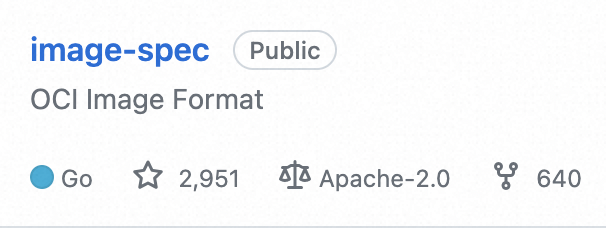 image-spec Public
OCI Image Format
Go 2,951 Apache-2.0 640